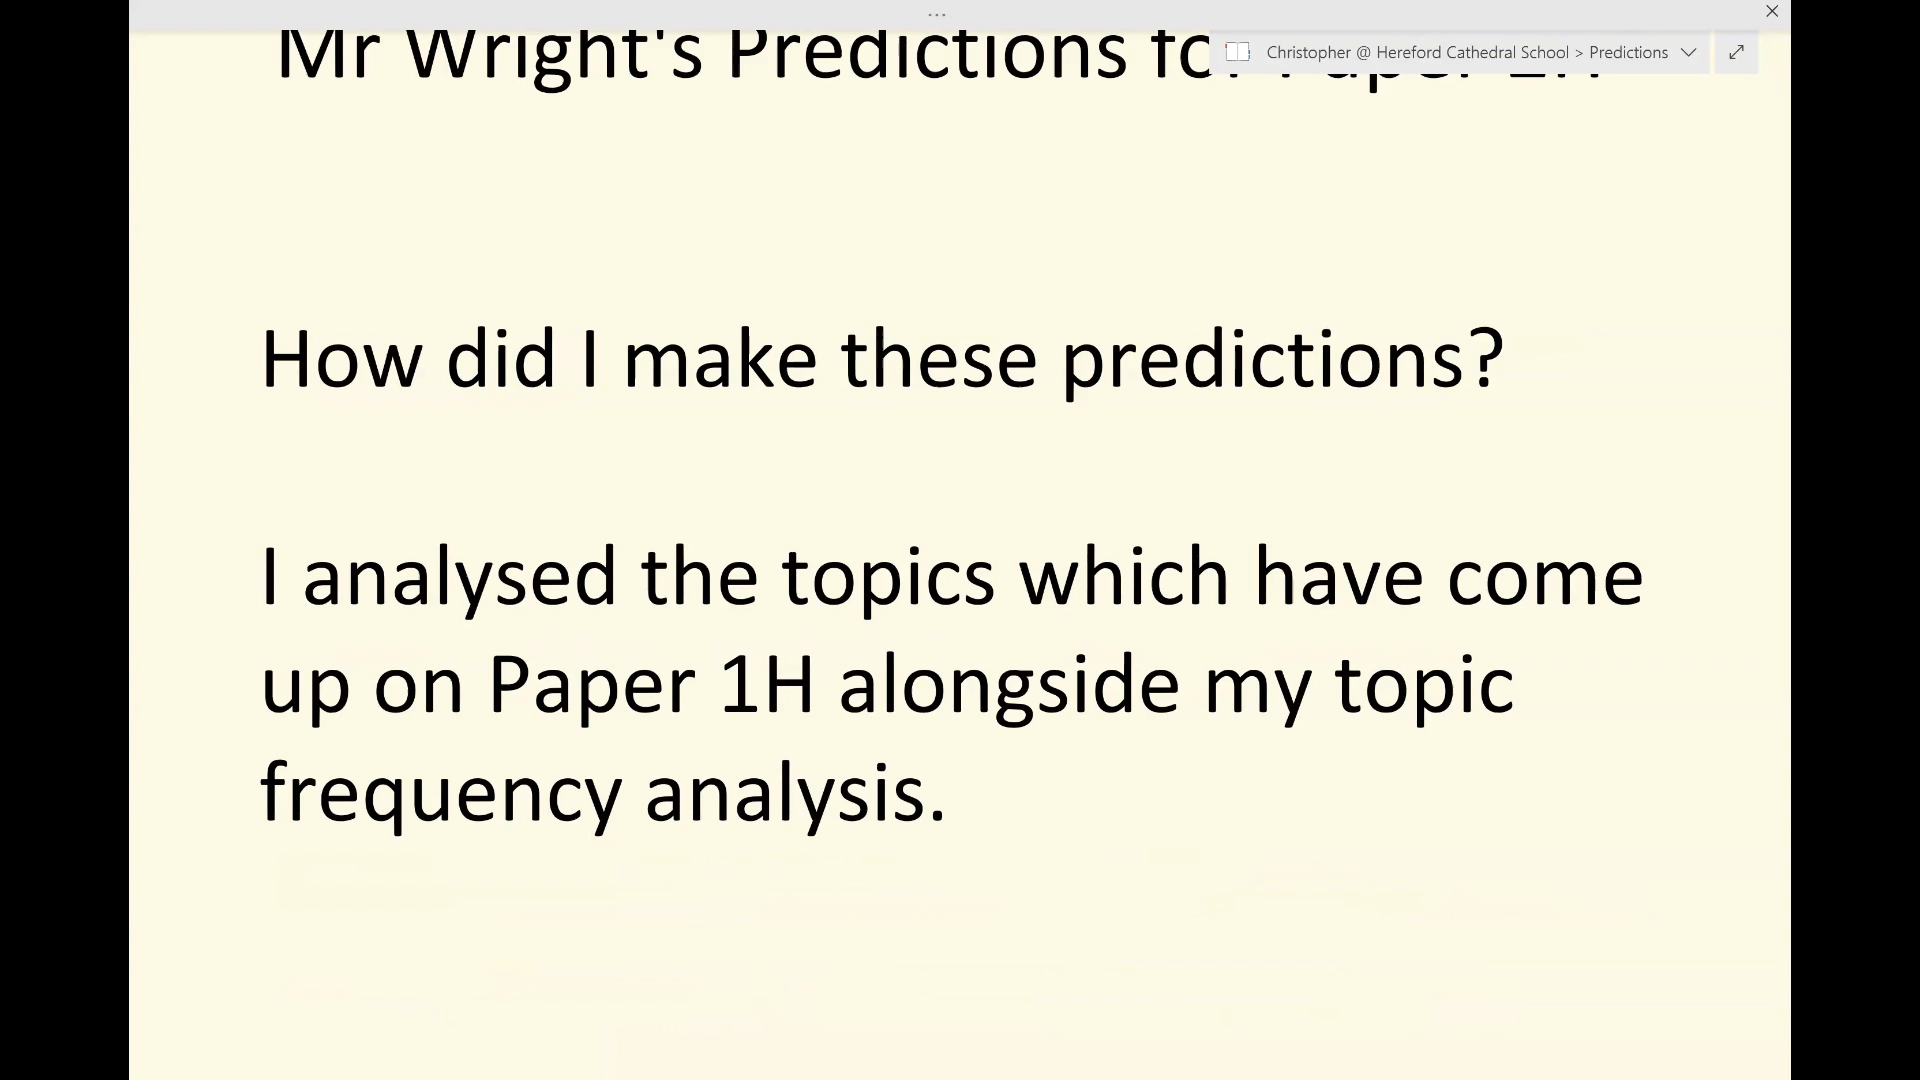 ...
Christopher @ Hereford Cathedral School > Predictions
Mr Wright's Predictions for Paper 1H
How did I make these predictions?
I analysed the topics which have come
up on Paper 1H alongside my topic
frequency analysis.